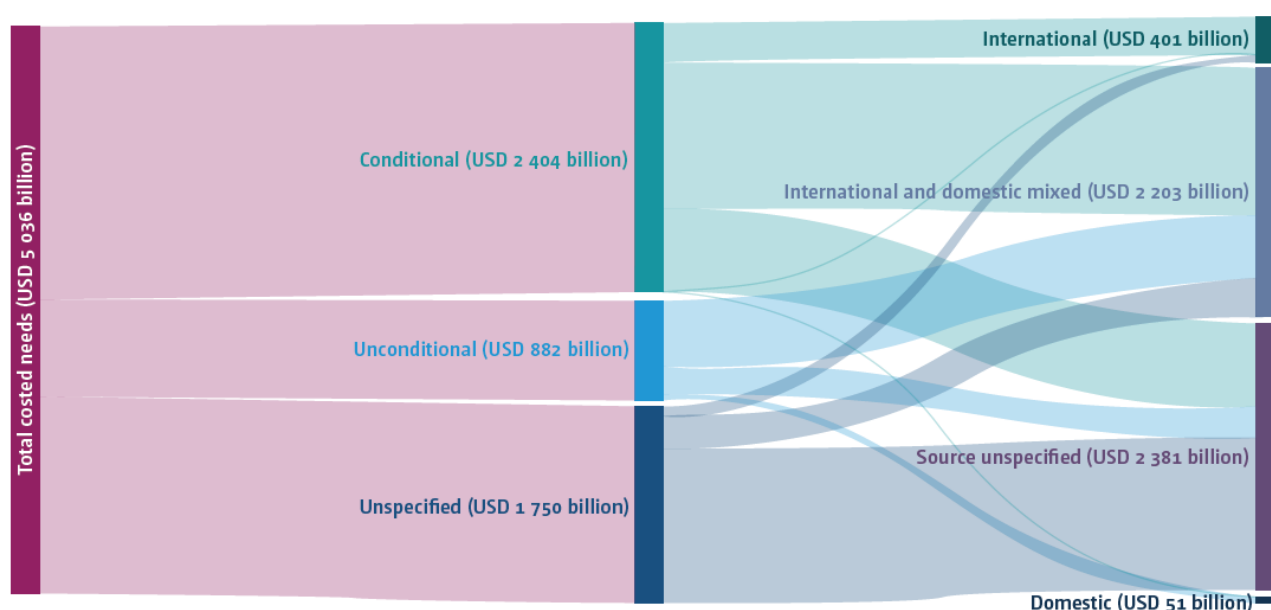 Total costed needs (USD 5 036 billion)
Conditional (USD 2 404 billion)
Unconditional (USD 882 billion)
Unspecified (USD 1 750 billion)
International (USD 401 billion)
International and domestic mixed (USD 2 203 billion)
Source unspecified (USD 2 381 billion)
Domestic (USD 51 billion)